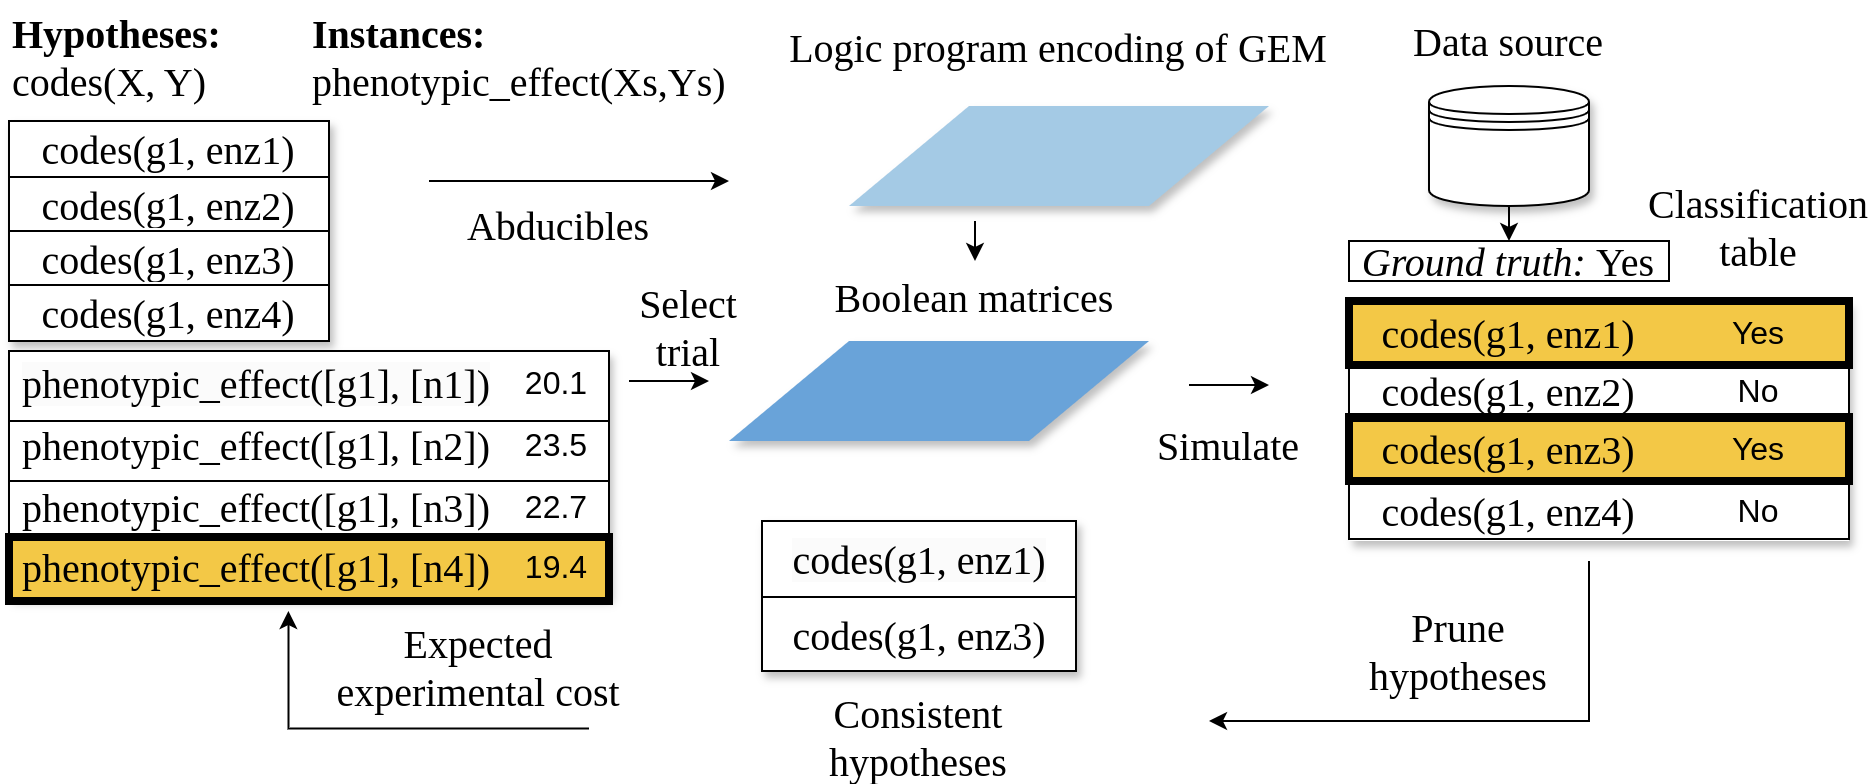 Hypotheses:
codes(X, Y)
Instances:
phenotypic_effect(Xs,Ys)
Logic program encoding of GEM
Data source
codes(g1, enz1)
codes(g1, enz2)
codes(g1, enz3)
codes(g1, enz4)
Abducibles
Classification
table
Ground truth: Yes
Select
trial
Boolean matrices
phenotypic_effect([g1], [n1]) 20.1
phenotypic_effect([g1], [n2]) 23.5
phenotypic_effect([g1], [n3]) 22.7
phenotypic_effect([g1], [n4]) 19.4
Simulate
codes(g1, enz1) Yes
codes(g1, enz2) No
codes(g1, enz3) Yes
codes(g1, enz4) No
codes(g1, enz1)
codes(g1, enz3)
Expected
experimental cost
Prune
hypotheses
Consistent
hypotheses